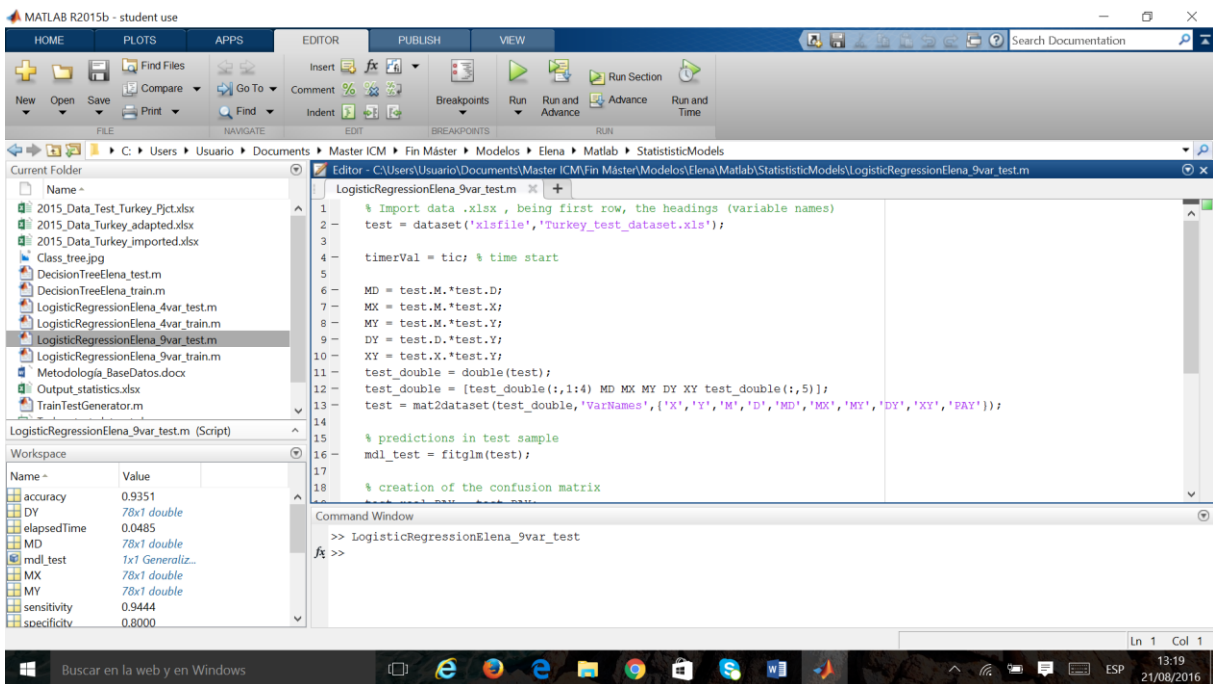 MATLAB R2015b - student use
HOME PLOTS APPS EDITOR PUBLISH VIEW
Search Documentation
New
Open
Save
Find Files
Compare
Print
FILE
Go To
Find
NAVIGATE
Insert fx
Comment %
Indent
EDIT
Breakpoints
BREAKPOINTS
Run
Run and Advance
Run Section
Advance
Run and Time
RUN
C: Users Usuario Documents Master ICM Fin Máster Modelos Elena Matlab StatististicModels
Current Folder
Name
2015_Data_Test_Turkey_Pjct.xlsx
2015_Data_Turkey_adapted.xlsx
2015_Data_Turkey_imported.xlsx
Class_tree.jpg
DecisionTreeElena_test.m
DecisionTreeElena_train.m
LogisticRegressionElena_4var_test.m
LogisticRegressionElena_4var_train.m
LogisticRegressionElena_9var_test.m
LogisticRegressionElena_9var_train.m
Metodología_BaseDatos.docx
Output_statistics.xlsx
TrainTestGenerator.m
LogisticRegressionElena_9var_test.m (Script)
Workspace
Name Value
accuracy 0.9351
DY 78x1 double
elapsedTime 0.0485
MD 78x1 double
mdl_test 1x1 Generaliz...
MX 78x1 double
MY 78x1 double
sensitivity 0.9444
specificity 0.8000
Editor - C:\Users\Usuario\Documents\Master ICM\Fin Máster\Modelos\Elena\Matlab\StatististicModels\LogisticRegressionElena_9var_test.m
LogisticRegressionElena_9var_test.m
1 % Import data .xlsx , being first row, the headings (variable names)
2 test = dataset('xlsfile','Turkey_test_dataset.xls');
3
4 timerVal = tic; % time start
5
6 MD = test.M.*test.D;
7 MX = test.M.*test.X;
8 MY = test.M.*test.Y;
9 DY = test.D.*test.Y;
10 XY = test.X.*test.Y;
11 test_double = double(test);
12 test_double = [test_double(:,1:4) MD MX MY DY XY test_double(:,5)];
13 test = mat2dataset(test_double,'VarNames',{'X','Y','M','D','MD','MX','MY','DY','XY','PAY'});
14
15 % predictions in test sample
16 mdl_test = fitglm(test);
17
18 % creation of the confusion matrix
Command Window
>> LogisticRegressionElena_9var_test
fx >>
Ln 1 Col 1
Buscar en la web y en Windows
ESP
13:19
21/08/2016